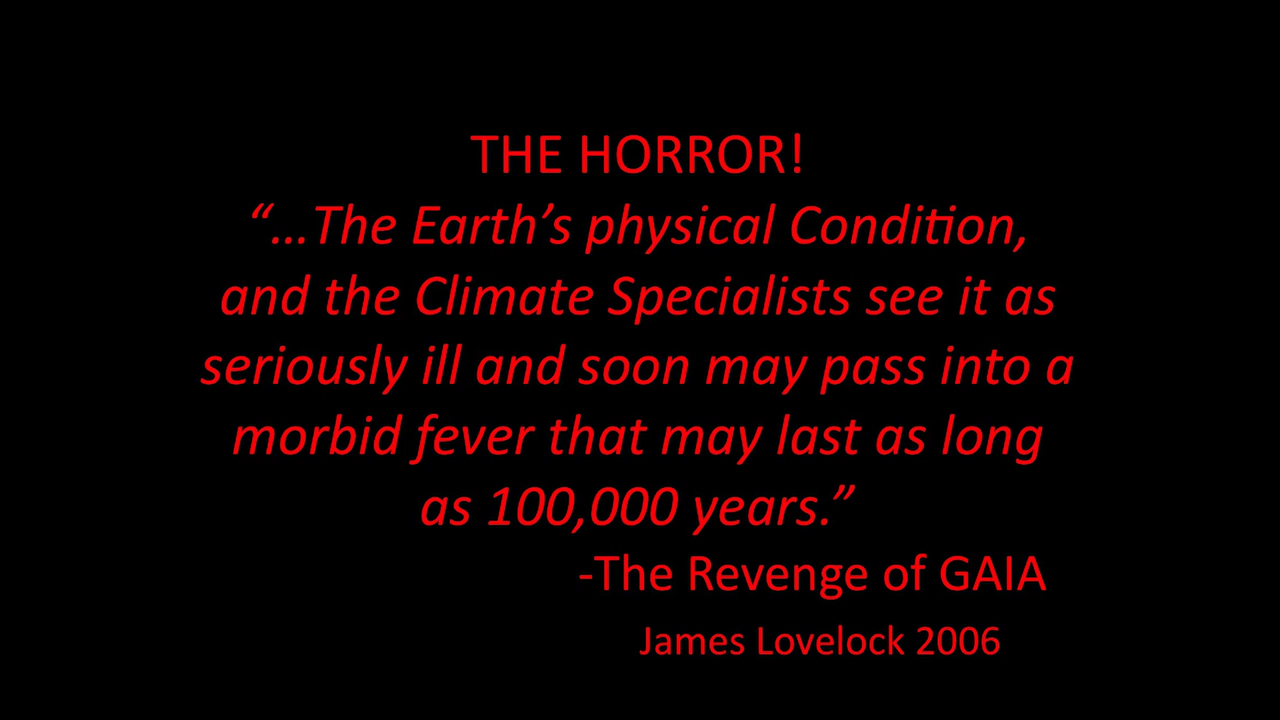 THE HORROR!
“…The Earth’s physical Condition,
and the Climate Specialists see it as
seriously ill and soon may pass into a
morbid fever that may last as long
as 100,000 years.”
-The Revenge of GAIA
James Lovelock 2006